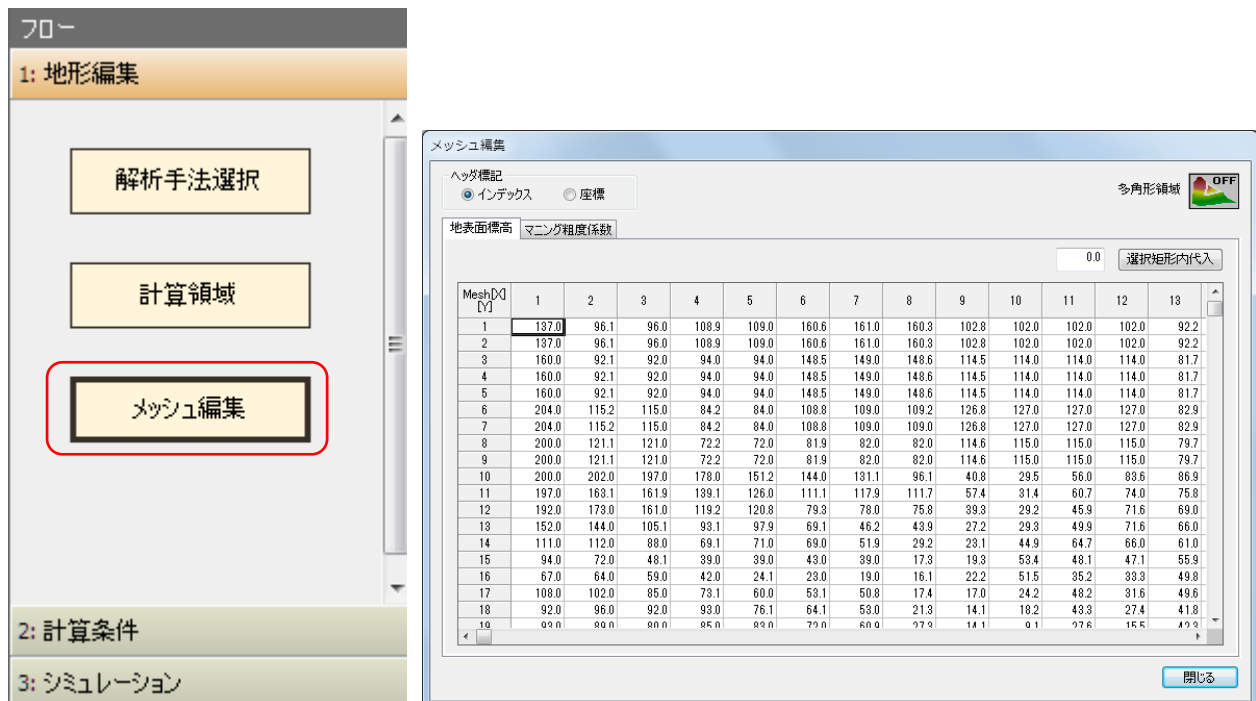 フロー
1: 地形編集
解析手法選択
計算領域
メッシュ編集
2: 計算条件
3: シミュレーション
メッシュ編集
ヘッダ標記
インデックス 座標
多角形領域 OFF
地表面標高 マニング粗度係数
0.0 選択矩形内代入
Mesh[X] 1 2 3 4 5 6 7 8 9 10 11 12 13
[Y]
1 137.0 96.1 96.0 108.9 109.0 160.6 161.0 160.3 102.8 102.0 102.0 102.0 92.2
2 137.0 96.1 96.0 108.9 109.0 160.6 161.0 160.3 102.8 102.0 102.0 102.0 92.2
3 160.0 92.1 92.0 94.0 94.0 148.5 149.0 148.6 114.5 114.0 114.0 114.0 81.7
4 160.0 92.1 92.0 94.0 94.0 148.5 149.0 148.6 114.5 114.0 114.0 114.0 81.7
5 160.0 92.1 92.0 94.0 94.0 148.5 149.0 148.6 114.5 114.0 114.0 114.0 81.7
6 204.0 115.2 115.0 84.2 84.0 108.8 109.0 109.2 126.8 127.0 127.0 127.0 82.9
7 204.0 115.2 115.0 84.2 84.0 108.8 109.0 109.0 126.8 127.0 127.0 127.0 82.9
8 200.0 121.1 121.0 72.2 72.0 81.9 82.0 82.0 114.6 115.0 115.0 115.0 79.7
9 200.0 121.1 121.0 72.2 72.0 81.9 82.0 82.0 114.6 115.0 115.0 115.0 79.7
10 200.0 202.0 197.0 178.0 151.2 144.0 131.1 96.1 40.8 29.5 56.0 83.6 86.9
11 197.0 163.1 161.9 139.1 126.0 111.1 117.9 111.7 57.4 31.4 60.7 74.0 75.8
12 192.0 173.0 161.0 119.2 120.8 79.3 78.0 75.8 39.3 29.2 45.9 71.6 69.0
13 152.0 144.0 105.1 93.1 97.9 69.1 46.2 43.9 27.2 29.3 49.9 71.6 66.0
14 111.0 112.0 88.0 69.1 71.0 69.0 51.9 29.2 23.1 44.9 64.7 66.0 61.0
15 94.0 72.0 48.1 39.0 39.0 43.0 39.0 17.3 19.3 53.4 48.1 47.1 55.9
16 67.0 64.0 59.0 42.0 24.1 23.0 19.0 16.1 22.2 51.5 35.2 33.3 49.8
17 108.0 102.0 85.0 73.1 60.0 53.1 50.8 17.4 17.0 24.2 48.2 31.6 49.6
18 92.0 96.0 92.0 93.0 76.1 64.1 53.0 21.3 14.1 18.2 43.3 27.4 41.8
19 93.0 89.0 80.0 85.0 83.0 72.0 60.9 27.3 14.1 9.1 27.6 15.5 42.3
閉じる